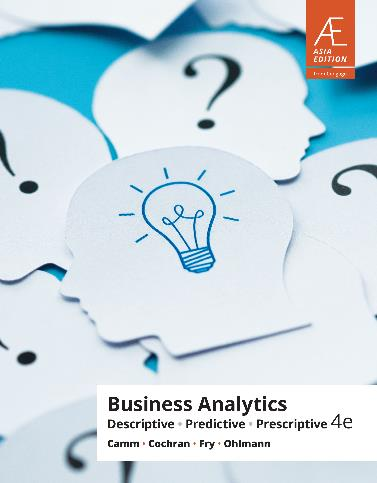 Æ
ASIA
EDITION
Business Analytics
Descriptive • Predictive • Prescriptive 4e
Camm • Cochran • Fry • Ohlmann